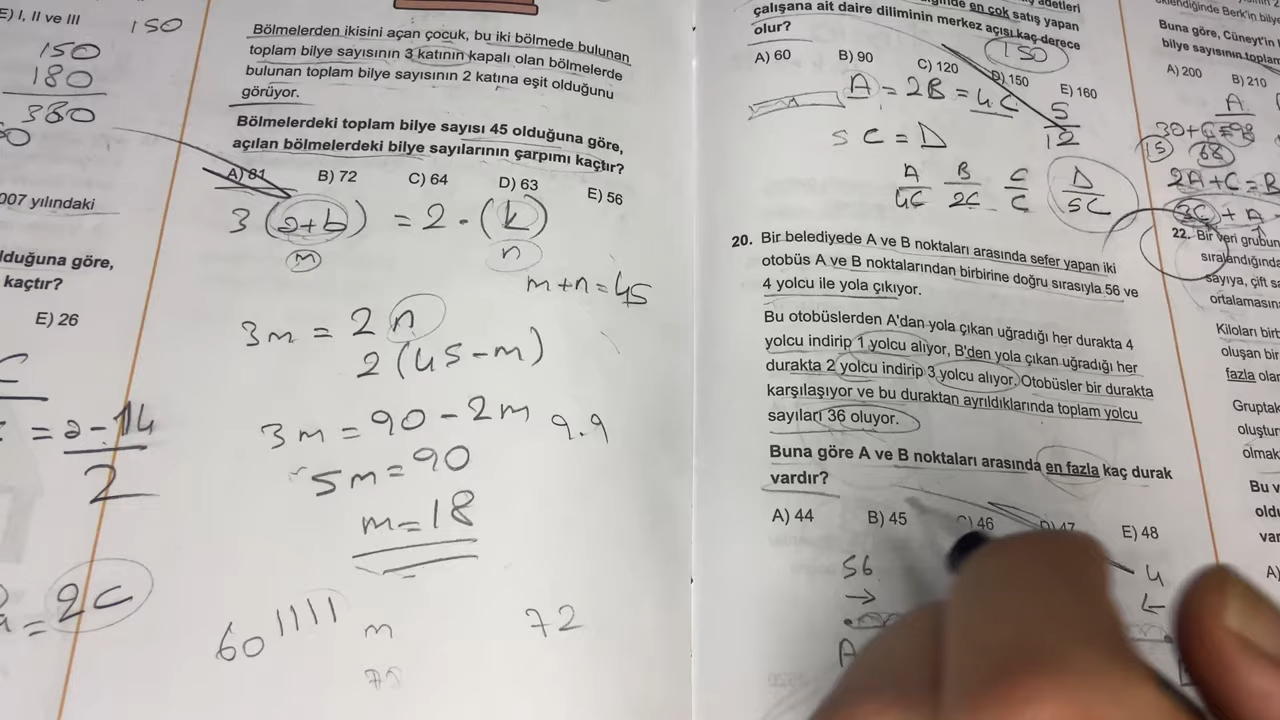 E) I, II ve III
150
150
180
380
007 yılındaki
lduğuna göre,
kaçtır?
E) 26
= a-14
2
= 2C
Bölmelerden ikisini açan çocuk, bu iki bölmede bulunan
toplam bilye sayısının 3 katının kapalı olan bölmelerde
bulunan toplam bilye sayısının 2 katına eşit olduğunu
görüyor.
Bölmelerdeki toplam bilye sayısı 45 olduğuna göre,
açılan bölmelerdeki bilye sayılarının çarpımı kaçtır?
A) 81 B) 72 C) 64 D) 63 E) 56
3 (a+b) = 2 . (k)
m n
m+n=45
3m = 2n
2(45-m)
3m = 90 - 2m 9.9
5m = 90
m = 18
60 m 72
75
en çok satış yapan
çalışana ait daire diliminin merkez açısı kaç derece
olur?
150
A) 60 B) 90 C) 120 D) 150 E) 160
A = 2B = 4C
5
12
5C = D
A B C D
4C 2C C 5C
20. Bir belediyede A ve B noktaları arasında sefer yapan iki
otobüs A ve B noktalarından birbirine doğru sırasıyla 56 ve
4 yolcu ile yola çıkıyor.
Bu otobüslerden A'dan yola çıkan uğradığı her durakta 4
yolcu indirip 1 yolcu alıyor, B'den yola çıkan uğradığı her
durakta 2 yolcu indirip 3 yolcu alıyor. Otobüsler bir durakta
karşılaşıyor ve bu duraktan ayrıldıklarında toplam yolcu
sayıları 36 oluyor.
Buna göre A ve B noktaları arasında en fazla kaç durak
vardır?
A) 44 B) 45 C) 46 D) 47 E) 48
56 4
A
Buna göre, Cüneyt'in
bilye sayısının toplam
A) 200 B) 210
A
30+C=98
15 68
2A+C=B
3C + A
22. Bir veri grubun
sıralandığında
sayıya, çift sa
ortalamasın
Kiloları birb
oluşan bir
fazla olan
Gruptak
oluştur
olmak
Bu v
oldu
var
A)